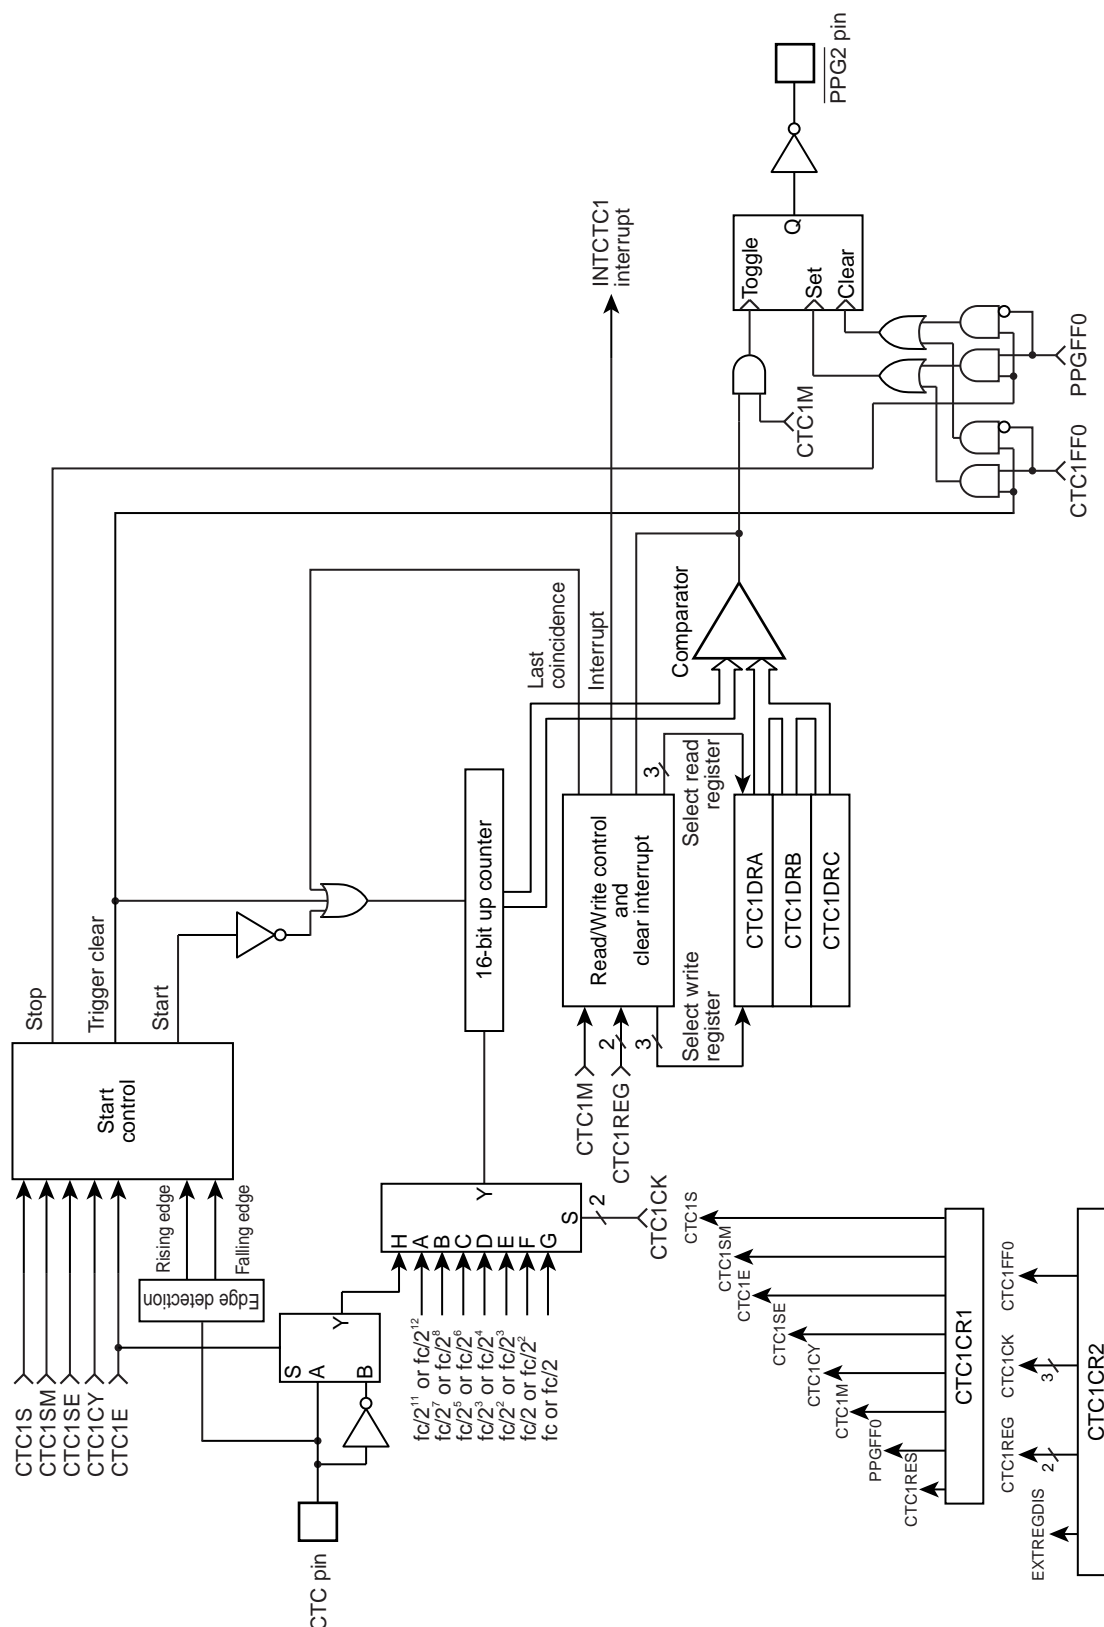 CTC1S
CTC1SM
CTC1SE
CTC1CY
CTC1E
CTC pin
Edge detection
Rising edge
Falling edge
Start
control
Stop
Trigger clear
Start
S
A
B
Y
fc/2¹¹ or fc/2¹²
fc/2⁷ or fc/2⁸
fc/2⁵ or fc/2⁶
fc/2³ or fc/2⁴
fc/2² or fc/2³
fc/2 or fc/2²
fc or fc/2
H
A
B
C
D
E
F
G
S
Y
2
CTC1CK
16-bit up counter
CTC1M
CTC1REG
2
3
Read/Write control
and
clear interrupt
Select write
register
Select read
register
3
Last
coincidence
Interrupt
CTC1DRA
CTC1DRB
CTC1DRC
Comparator
INTCTC1
interrupt
CTC1M
Toggle
Set
Clear
Q
PPG2 pin
CTC1FF0
PPGFF0
CTC1S
CTC1SM
CTC1E
CTC1SE
CTC1CY
CTC1M
PPGFF0
CTC1RES
CTC1CR1
CTC1FF0
CTC1CK
3
CTC1REG
2
EXTREGDIS
CTC1CR2